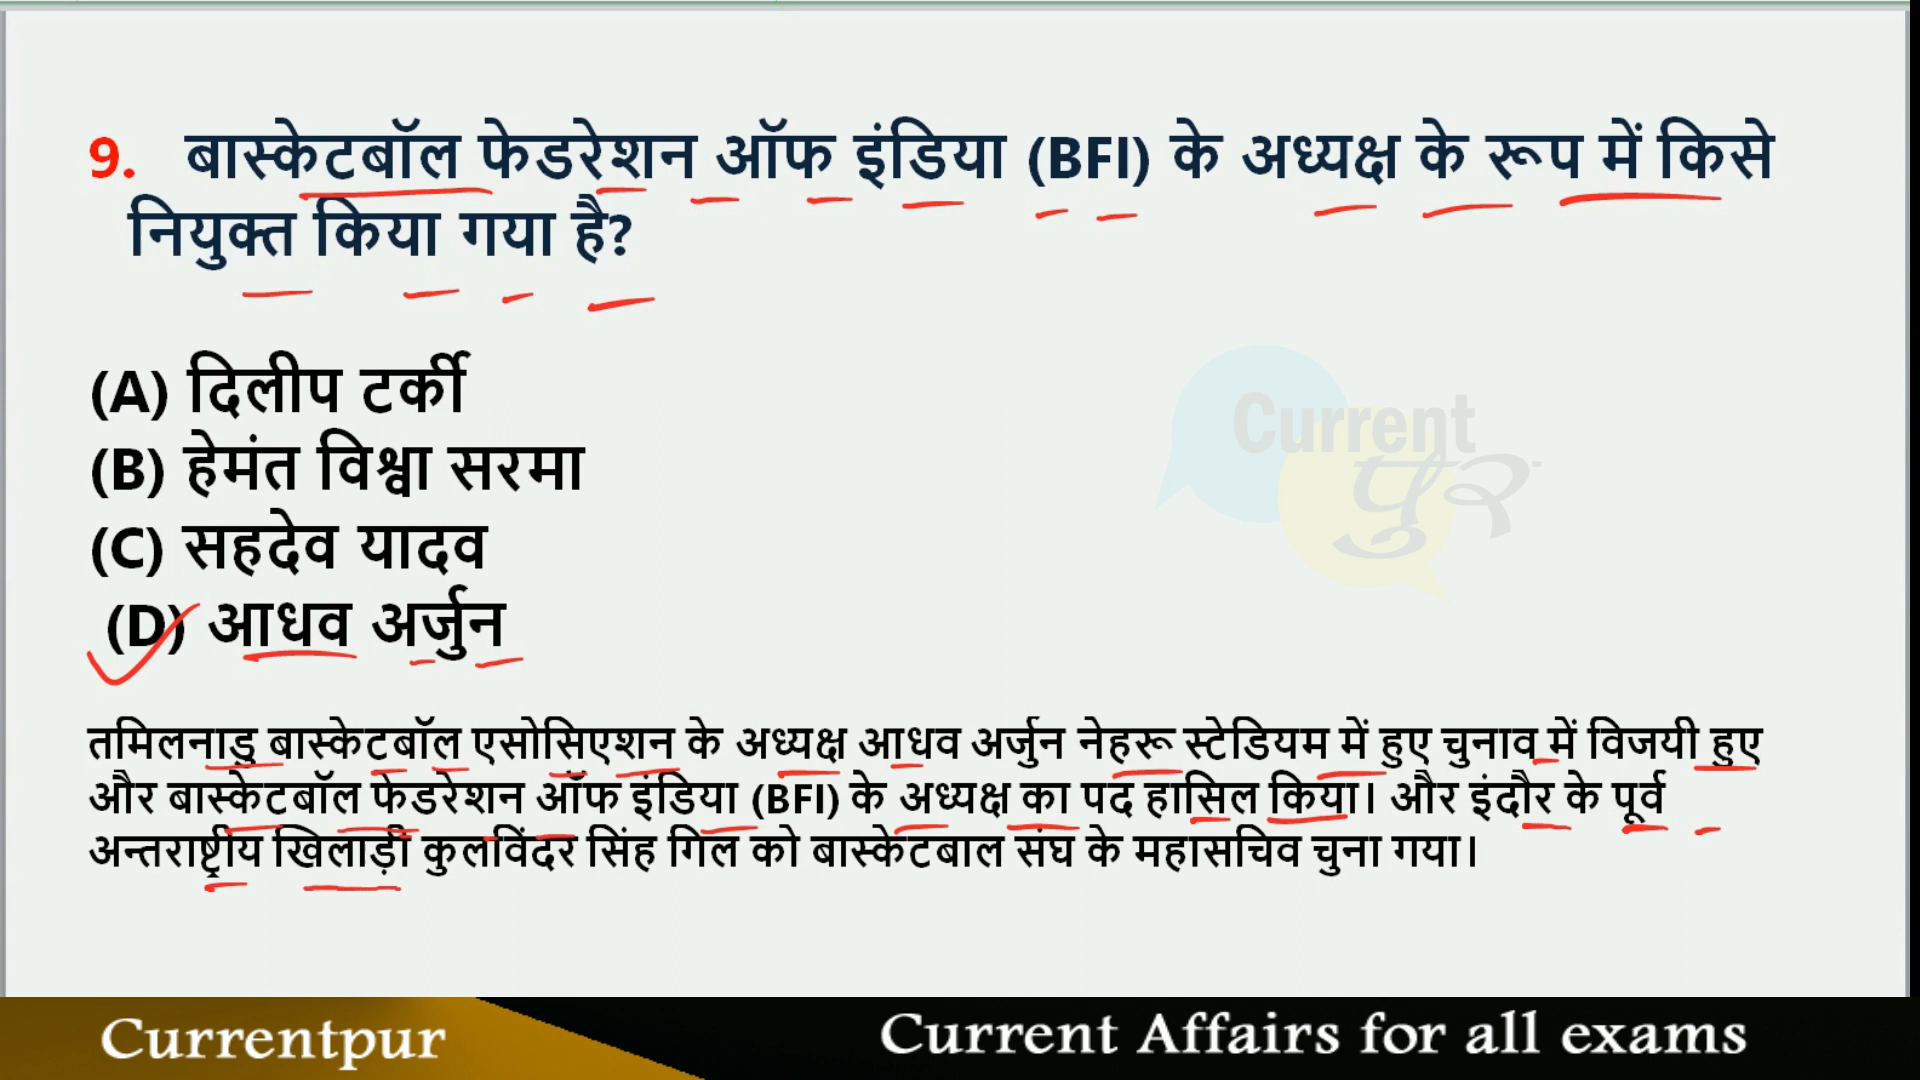 9. बास्केटबॉल फेडरेशन ऑफ इंडिया (BFI) के अध्यक्ष के रूप में किसे
नियुक्त किया गया है?
(A) दिलीप टर्की
(B) हेमंत विश्वा सरमा
(C) सहदेव यादव
(D) आधव अर्जुन
Current
पुर
तमिलनाडु बास्केटबॉल एसोसिएशन के अध्यक्ष आधव अर्जुन नेहरू स्टेडियम में हुए चुनाव में विजयी हुए
और बास्केटबॉल फेडरेशन ऑफ इंडिया (BFI) के अध्यक्ष का पद हासिल किया। और इंदौर के पूर्व
अन्तराष्ट्रीय खिलाड़ी कुलविंदर सिंह गिल को बास्केटबाल संघ के महासचिव चुना गया।
Currentpur
Current Affairs for all exams